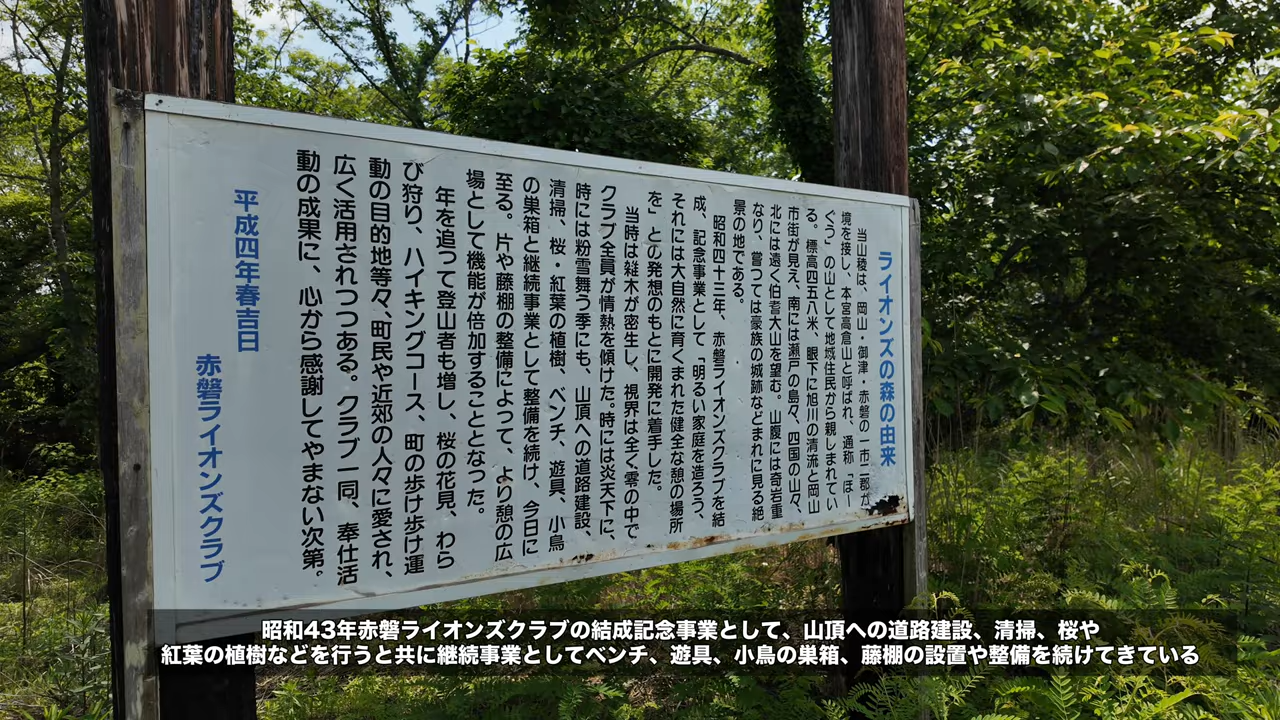 ライオンズの森の由来
当山稜は、岡山・御津・赤磐の一市二郡が
境を接し、本宮高倉山と呼ばれ、通称「ぼー
ぐう」の山として地域住民から親しまれてい
る。標高四五八米、眼下に旭川の清流と岡山
市街が見え、南には瀬戸の島々、四国の山々、
北には遠く伯耆大山を望む。山腹には奇岩重
なり、嘗つては豪族の城跡などまれに見る絶
景の地である。
昭和四十三年、赤磐ライオンズクラブを結
成、記念事業として「明るい家庭を造ろう、
それには大自然に育くまれた健全な憩の場所
を」との発想のもとに開発に着手した。
当時は雑木が密生し、視界は全く零の中で
クラブ全員が情熱を傾けた。時には炎天下に、
時には粉雪舞う季にも、山頂への道路建設、
清掃、桜・紅葉の植樹、ベンチ、遊具、小鳥
の巣箱と継続事業として整備を続け、今日に
至る。片や藤棚の整備によって、より憩の広
場として機能が倍加することとなった。
年を追って登山者も増し、桜の花見、わら
び狩り、ハイキングコース、町の歩け歩け運
動の目的地等々、町民や近郊の人々に愛され、
広く活用されつつある。クラブ一同、奉仕活
動の成果に、心から感謝してやまない次第。
平成四年春吉日
赤磐ライオンズクラブ
昭和43年赤磐ライオンズクラブの結成記念事業として、山頂への道路建設、清掃、桜や
紅葉の植樹などを行うと共に継続事業としてベンチ、遊具、小鳥の巣箱、藤棚の設置や整備を続けてきている